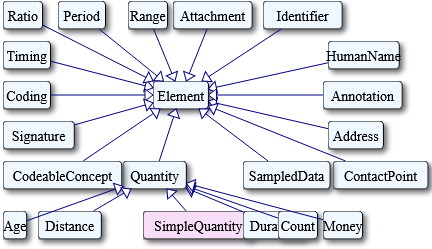 Ratio
Period
Range
Attachment
Identifier
Timing
HumanName
Coding
Element
Annotation
Signature
Address
CodeableConcept
Quantity
SampledData
ContactPoint
Age
Distance
SimpleQuantity
Dura
Count
Money